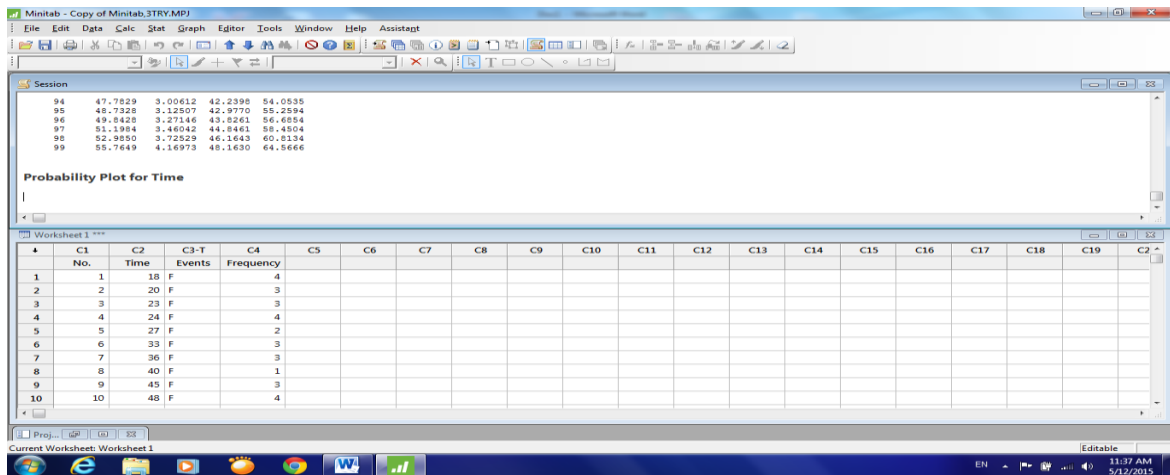 Minitab - Copy of Minitab,3TRY.MPJ
File Edit Data Calc Stat Graph Editor Tools Window Help Assistant
Session
94 47.7829 3.00612 42.2398 54.0535
95 48.7328 3.12507 42.9770 55.2594
96 49.8428 3.27146 43.8261 56.6854
97 51.1984 3.46042 44.8461 58.4504
98 52.9850 3.72529 46.1643 60.8134
99 55.7649 4.16973 48.1630 64.5666
Probability Plot for Time
Worksheet 1 ***
C1 C2 C3-T C4 C5 C6 C7 C8 C9 C10 C11 C12 C13 C14 C15 C16 C17 C18 C19 C2
No. Time Events Frequency
1 1 18 F 4
2 2 20 F 3
3 3 23 F 3
4 4 24 F 4
5 5 27 F 2
6 6 33 F 3
7 7 36 F 3
8 8 40 F 1
9 9 45 F 3
10 10 48 F 4
Proj...
Current Worksheet: Worksheet 1 Editable
EN 11:37 AM
5/12/2015